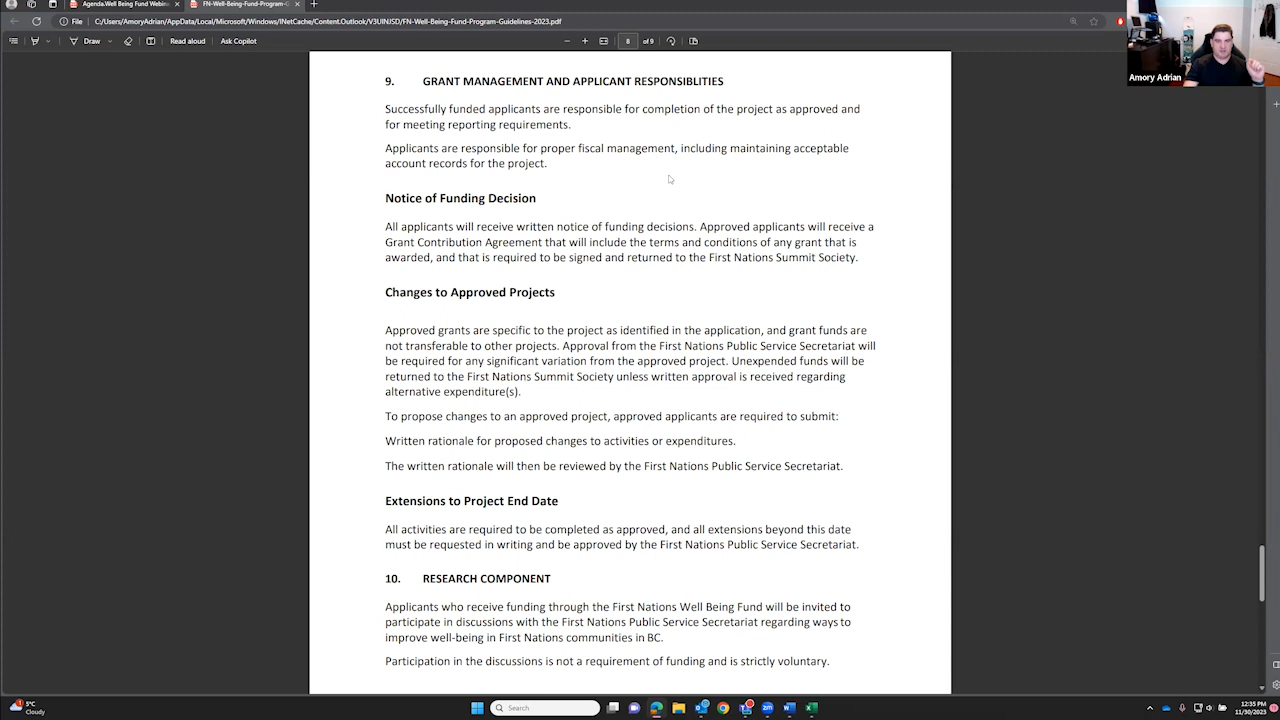 Agenda.Well Being Fund Webin
FN-Well-Being-Fund-Program-G
File
C:/Users/AmoryAdrian/AppData/Local/Microsoft/Windows/INetCache/Content.Outlook/V3UINJSD/FN-Well-Being-Fund-Program-Guidelines-2023.pdf
Draw
Read aloud
Ask Copilot
8 of 9
Amory Adrian
9. GRANT MANAGEMENT AND APPLICANT RESPONSIBLITIES
Successfully funded applicants are responsible for completion of the project as approved and
for meeting reporting requirements.
Applicants are responsible for proper fiscal management, including maintaining acceptable
account records for the project.
Notice of Funding Decision
All applicants will receive written notice of funding decisions. Approved applicants will receive a
Grant Contribution Agreement that will include the terms and conditions of any grant that is
awarded, and that is required to be signed and returned to the First Nations Summit Society.
Changes to Approved Projects
Approved grants are specific to the project as identified in the application, and grant funds are
not transferable to other projects. Approval from the First Nations Public Service Secretariat will
be required for any significant variation from the approved project. Unexpended funds will be
returned to the First Nations Summit Society unless written approval is received regarding
alternative expenditure(s).
To propose changes to an approved project, approved applicants are required to submit:
Written rationale for proposed changes to activities or expenditures.
The written rationale will then be reviewed by the First Nations Public Service Secretariat.
Extensions to Project End Date
All activities are required to be completed as approved, and all extensions beyond this date
must be requested in writing and be approved by the First Nations Public Service Secretariat.
10. RESEARCH COMPONENT
Applicants who receive funding through the First Nations Well Being Fund will be invited to
participate in discussions with the First Nations Public Service Secretariat regarding ways to
improve well-being in First Nations communities in BC.
Participation in the discussions is not a requirement of funding and is strictly voluntary.
5°C
Cloudy
Search
12:35 PM
11/30/2023